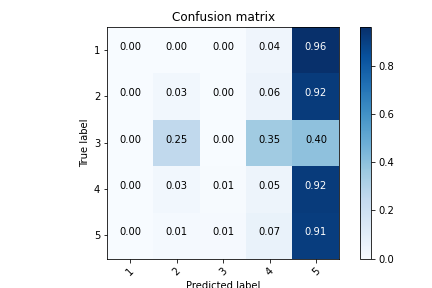 Confusion matrix
1 0.00 0.00 0.00 0.04 0.96
2 0.00 0.03 0.00 0.06 0.92
3 0.00 0.25 0.00 0.35 0.40
4 0.00 0.03 0.01 0.05 0.92
5 0.00 0.01 0.01 0.07 0.91
1 2 3 4 5
True label
Predicted label
0.8
0.6
0.4
0.2
0.0